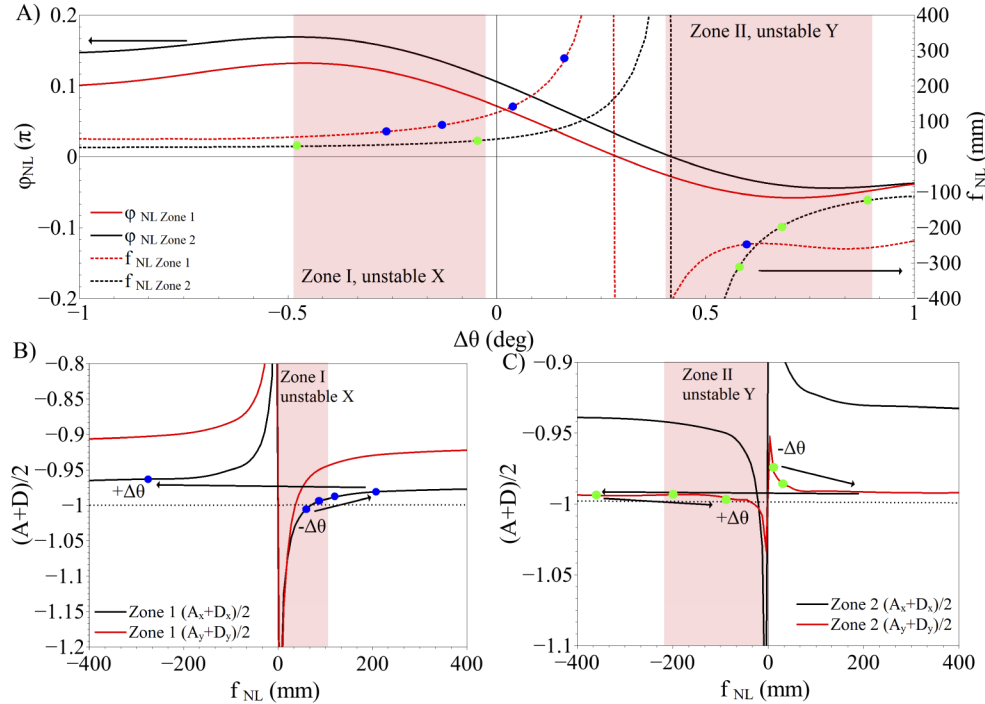 A)
0.2
0.1
0
−0.1
−0.2
φNL (π)
400
300
200
100
0
−100
−200
−300
−400
f NL (mm)
Zone II, unstable Y
φ NL Zone 1
φ NL Zone 2
f NL Zone 1
f NL Zone 2
Zone I, unstable X
−1
−0.5
0
0.5
1
Δθ (deg)
B)
−0.8
−0.85
−0.9
−0.95
−1
−1.05
−1.1
−1.15
−1.2
(A+D)/2
Zone I
unstable X
+Δθ
-Δθ
Zone 1 (Ax+Dx)/2
Zone 1 (Ay+Dy)/2
−400
−200
0
200
400
f NL (mm)
C)
−0.9
−0.95
−1
−1.05
−1.1
(A+D)/2
Zone II
unstable Y
-Δθ
+Δθ
Zone 2 (Ax+Dx)/2
Zone 2 (Ay+Dy)/2
−400
−200
0
200
400
f NL (mm)